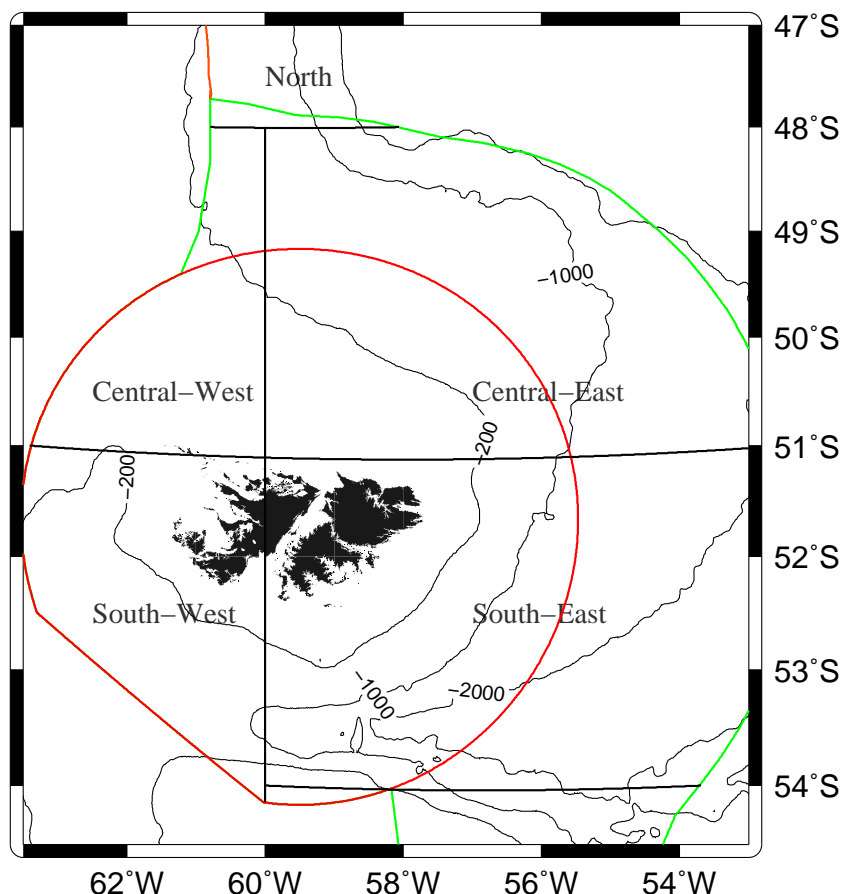 47°S
North
48°S
49°S
−1000
50°S
Central−West
Central−East
−200
51°S
−200
52°S
South−West
South−East
53°S
−1000
−2000
54°S
62°W
60°W
58°W
56°W
54°W